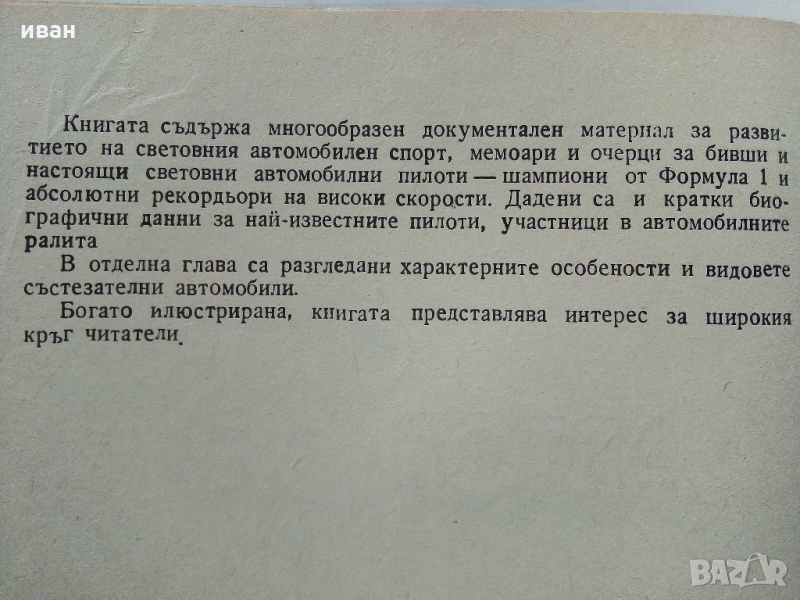 иван
Книгата съдържа многообразен документален материал за разви-
тието на световния автомобилен спорт, мемоари и очерци за бивши и
настоящи световни автомобилни пилоти — шампиони от Формула 1 и
абсолютни рекордьори на високи скорости. Дадени са и кратки био-
графични данни за най-известните пилоти, участници в автомобилните
ралита
В отделна глава са разгледани характерните особености и видовете
състезателни автомобили.
Богато илюстрирана, книгата представлява интерес за широкия
кръг читатели.
BAZAR